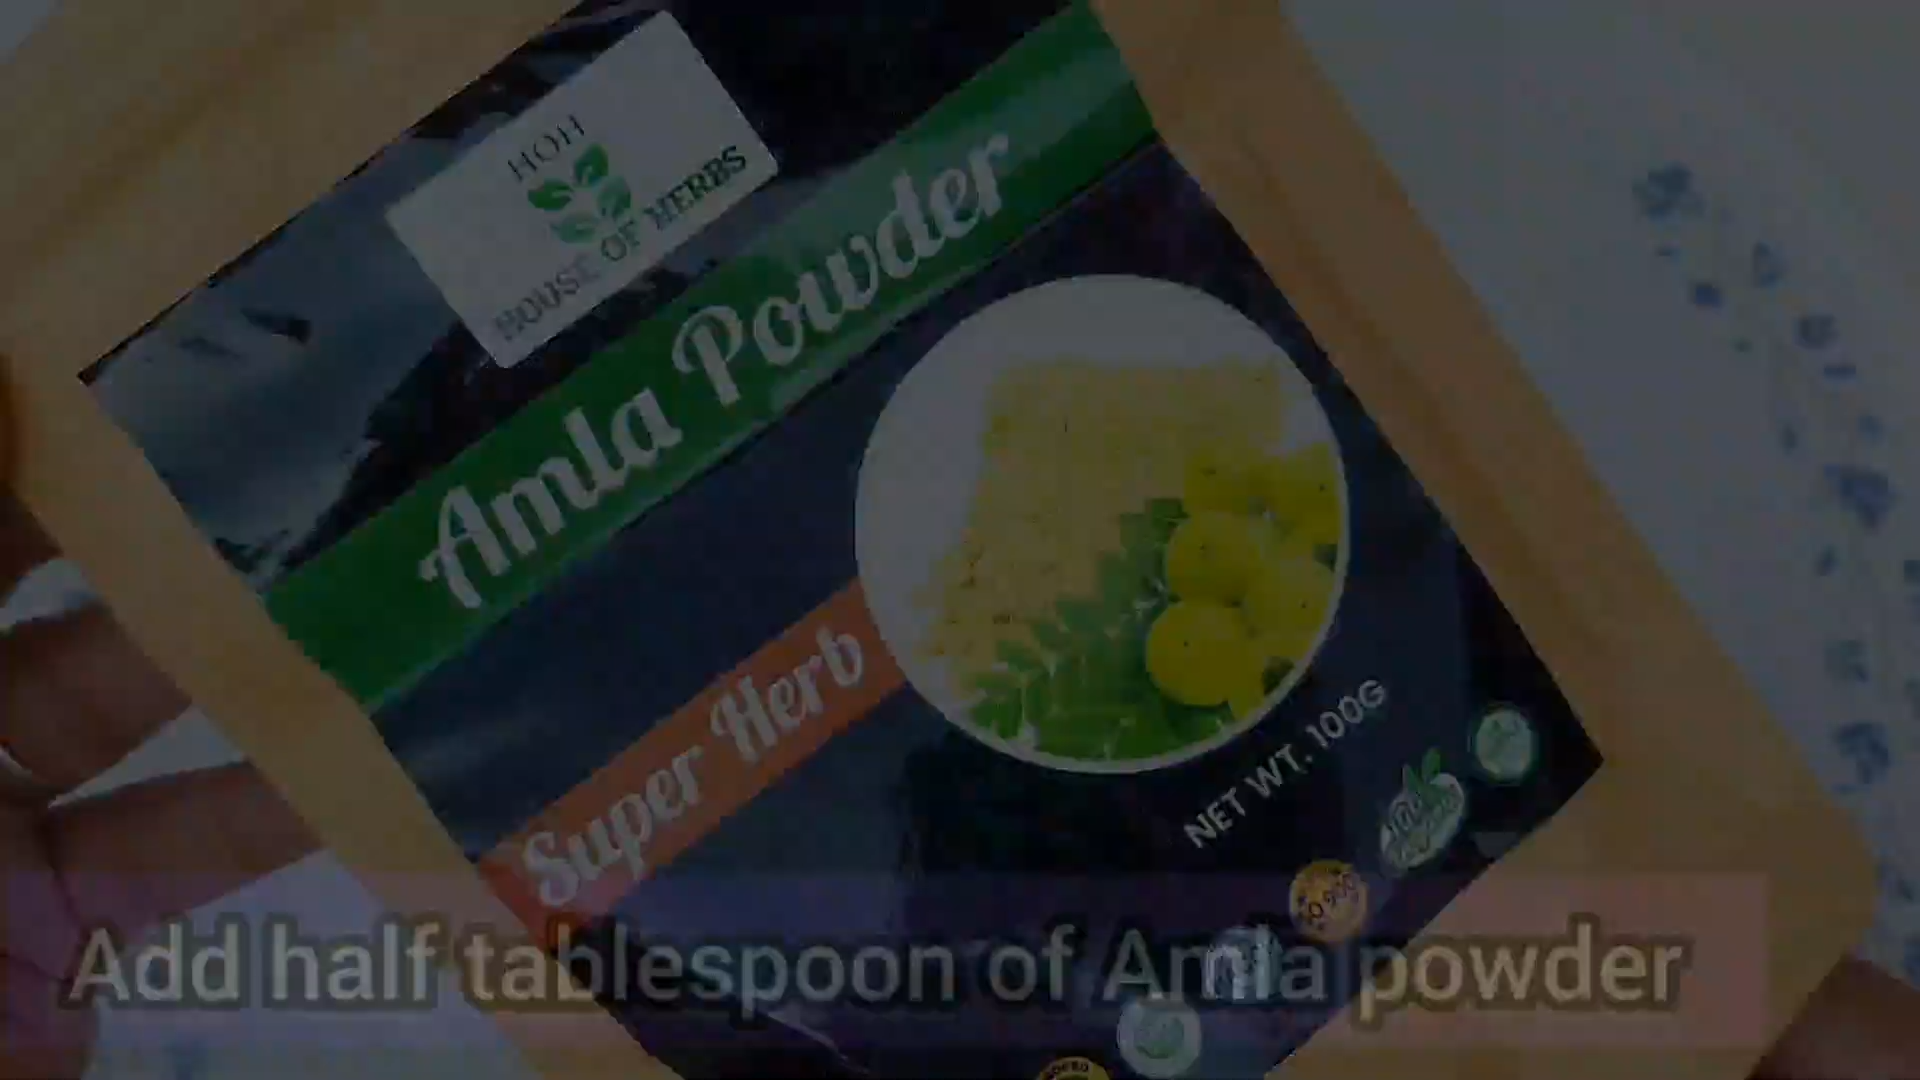 HOH
HOUSE OF HERBS
Amla Powder
Super Herb
NET WT. 100G
Add half tablespoon of Amla powder